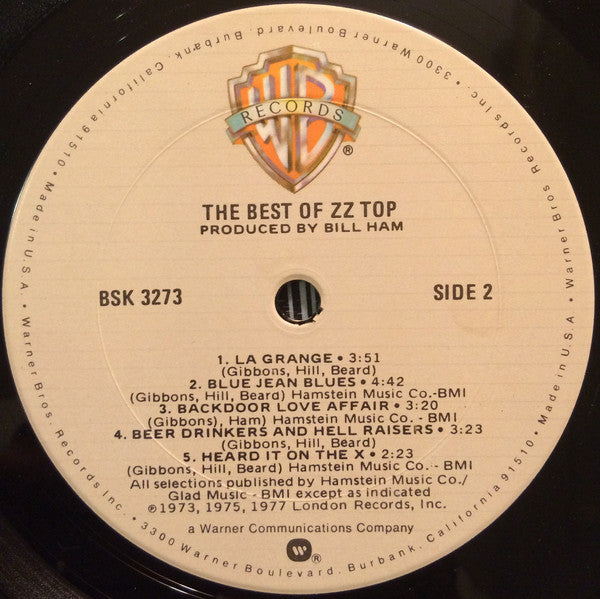 WB
RECORDS
®
THE BEST OF ZZ TOP
PRODUCED BY BILL HAM
BSK 3273
SIDE 2
1. LA GRANGE • 3:51
(Gibbons, Hill, Beard)
2. BLUE JEAN BLUES • 4:42
(Gibbons, Hill, Beard) Hamstein Music Co.-BMI
3. BACKDOOR LOVE AFFAIR • 3:20
(Gibbons), Ham) Hamstein Music Co. - BMI
4. BEER DRINKERS AND HELL RAISERS • 3:23
(Gibbons, Hill, Beard)
5. HEARD IT ON THE X • 2:23
(Gibbons, Hill, Beard) Hamstein Music Co. - BMI
All selections published by Hamstein Music Co./
Glad Music - BMI except as indicated
℗1973, 1975, 1977 London Records, Inc.
a Warner Communications Company
W ®
• 3300 Warner Boulevard, Burbank, California 91510 • Made in U.S.A. • Warner Bros. Records Inc. • 3300 Warner Boulevard, Burbank, California 91510 • Made in U.S.A. • Warner Bros. Records Inc.